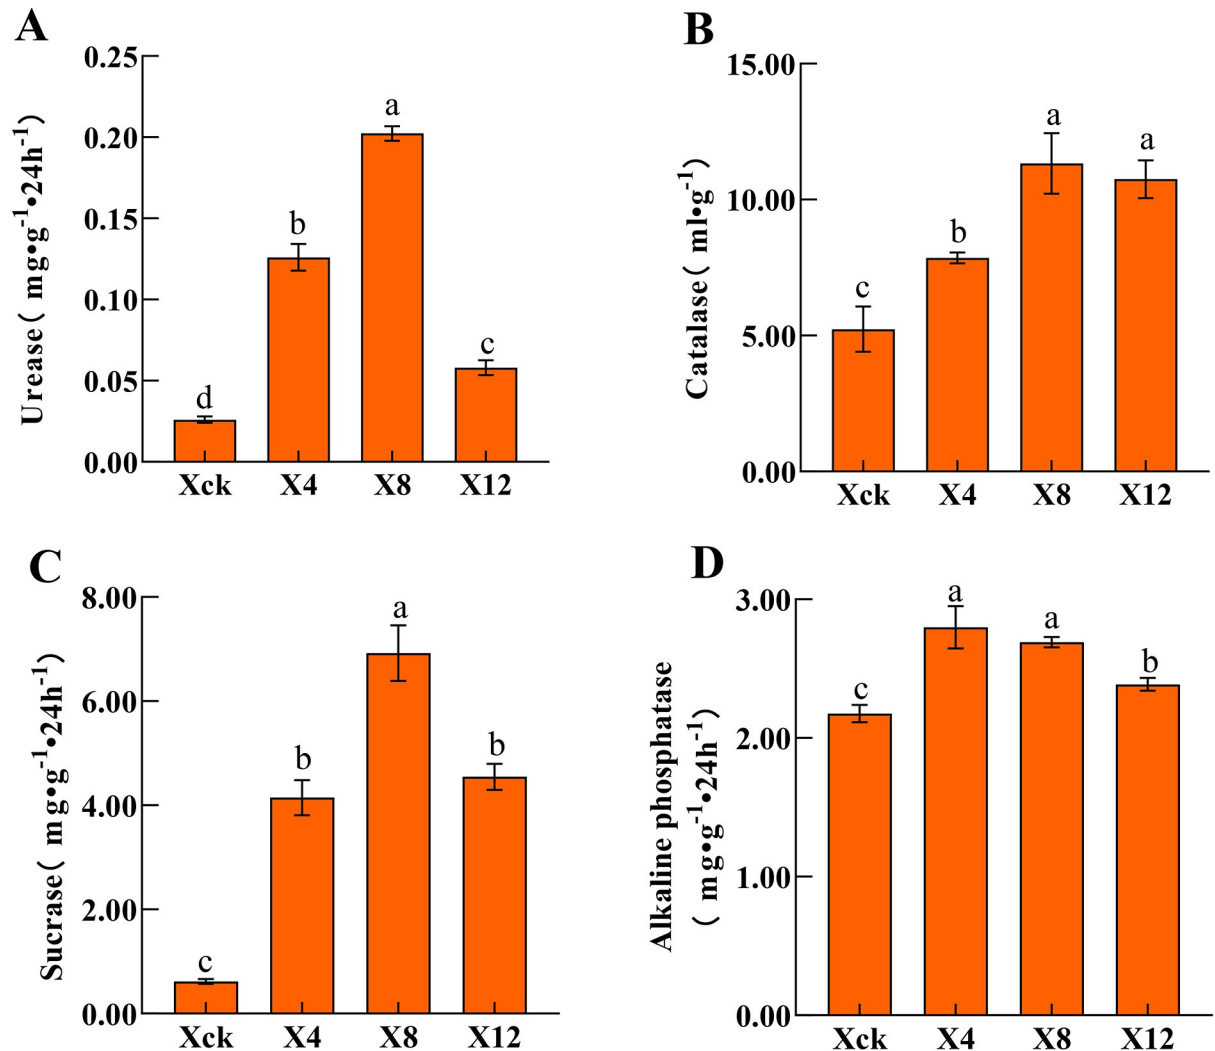 A
0.25
0.20
0.15
0.10
0.05
0.00
Urease( mg•g⁻¹•24h⁻¹)
d
b
a
c
Xck X4 X8 X12
B
15.00
10.00
5.00
0.00
Catalase( ml•g⁻¹)
c
b
a
a
Xck X4 X8 X12
C
8.00
6.00
4.00
2.00
0.00
Sucrase( mg•g⁻¹•24h⁻¹)
c
b
a
b
Xck X4 X8 X12
D
3.00
2.00
1.00
0.00
Alkaline phosphatase
( mg•g⁻¹•24h⁻¹)
c
a
a
b
Xck X4 X8 X12